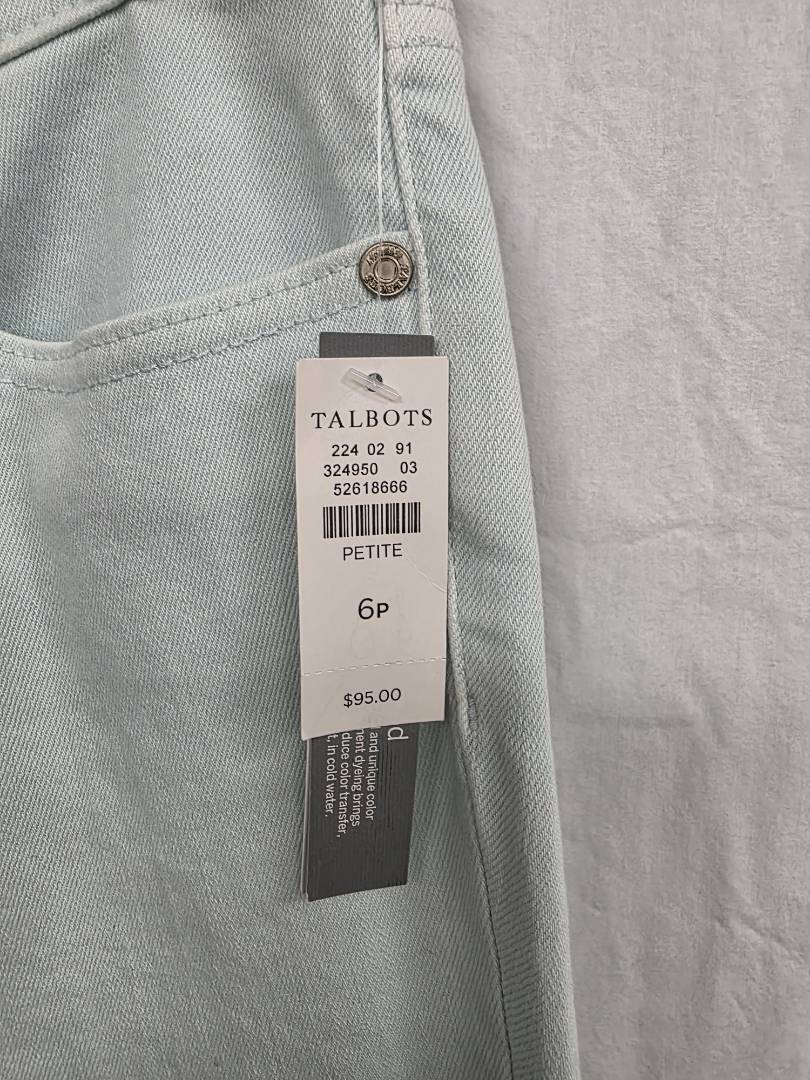 TALBOTS
224 02 91
324950 03
52618666
PETITE
6P
$95.00
d
and unique color
ment dyeing brings
duce color transfer,
t, in cold water,